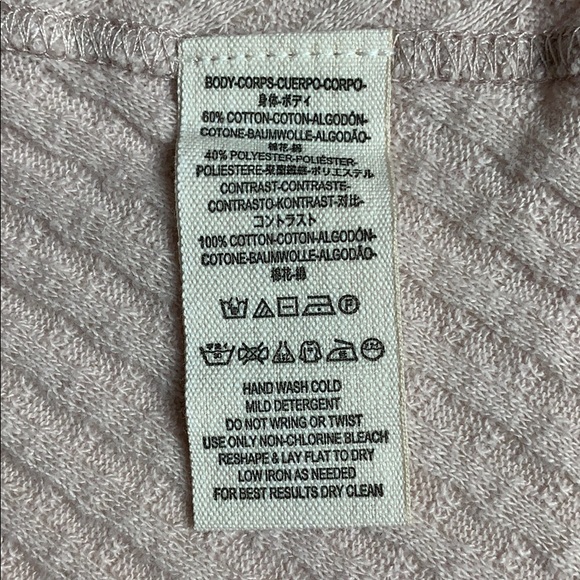 BODY-CORPS-CUERPO-CORPO-
身体-ボディ
60% COTTON-COTON-ALGODÓN-
COTONE-BAUMWOLLE-ALGODÃO-
棉花-綿
40% POLYESTER-POLIÉSTER-
POLIESTERE-聚酯纖維-ポリエステル
CONTRAST-CONTRASTE-
CONTRASTO-KONTRAST-对比-
コントラスト
100% COTTON-COTON-ALGODÓN-
COTONE-BAUMWOLLE-ALGODÃO-
棉花-綿
HAND WASH COLD
MILD DETERGENT
DO NOT WRING OR TWIST
USE ONLY NON-CHLORINE BLEACH
RESHAPE & LAY FLAT TO DRY
LOW IRON AS NEEDED
FOR BEST RESULTS DRY CLEAN